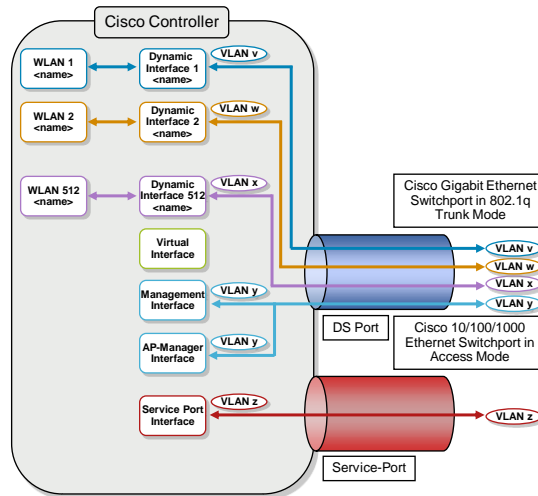 Cisco Controller
WLAN 1
<name>
Dynamic
Interface 1
<name>
VLAN v
WLAN 2
<name>
Dynamic
Interface 2
<name>
VLAN w
WLAN 512
<name>
Dynamic
Interface 512
<name>
VLAN x
Cisco Gigabit Ethernet
Switchport in 802.1q
Trunk Mode
Virtual
Interface
VLAN v
VLAN w
VLAN x
VLAN y
Management
Interface
VLAN y
DS Port
Cisco 10/100/1000
Ethernet Switchport in
Access Mode
AP-Manager
Interface
VLAN y
Service Port
Interface
VLAN z
VLAN z
Service-Port